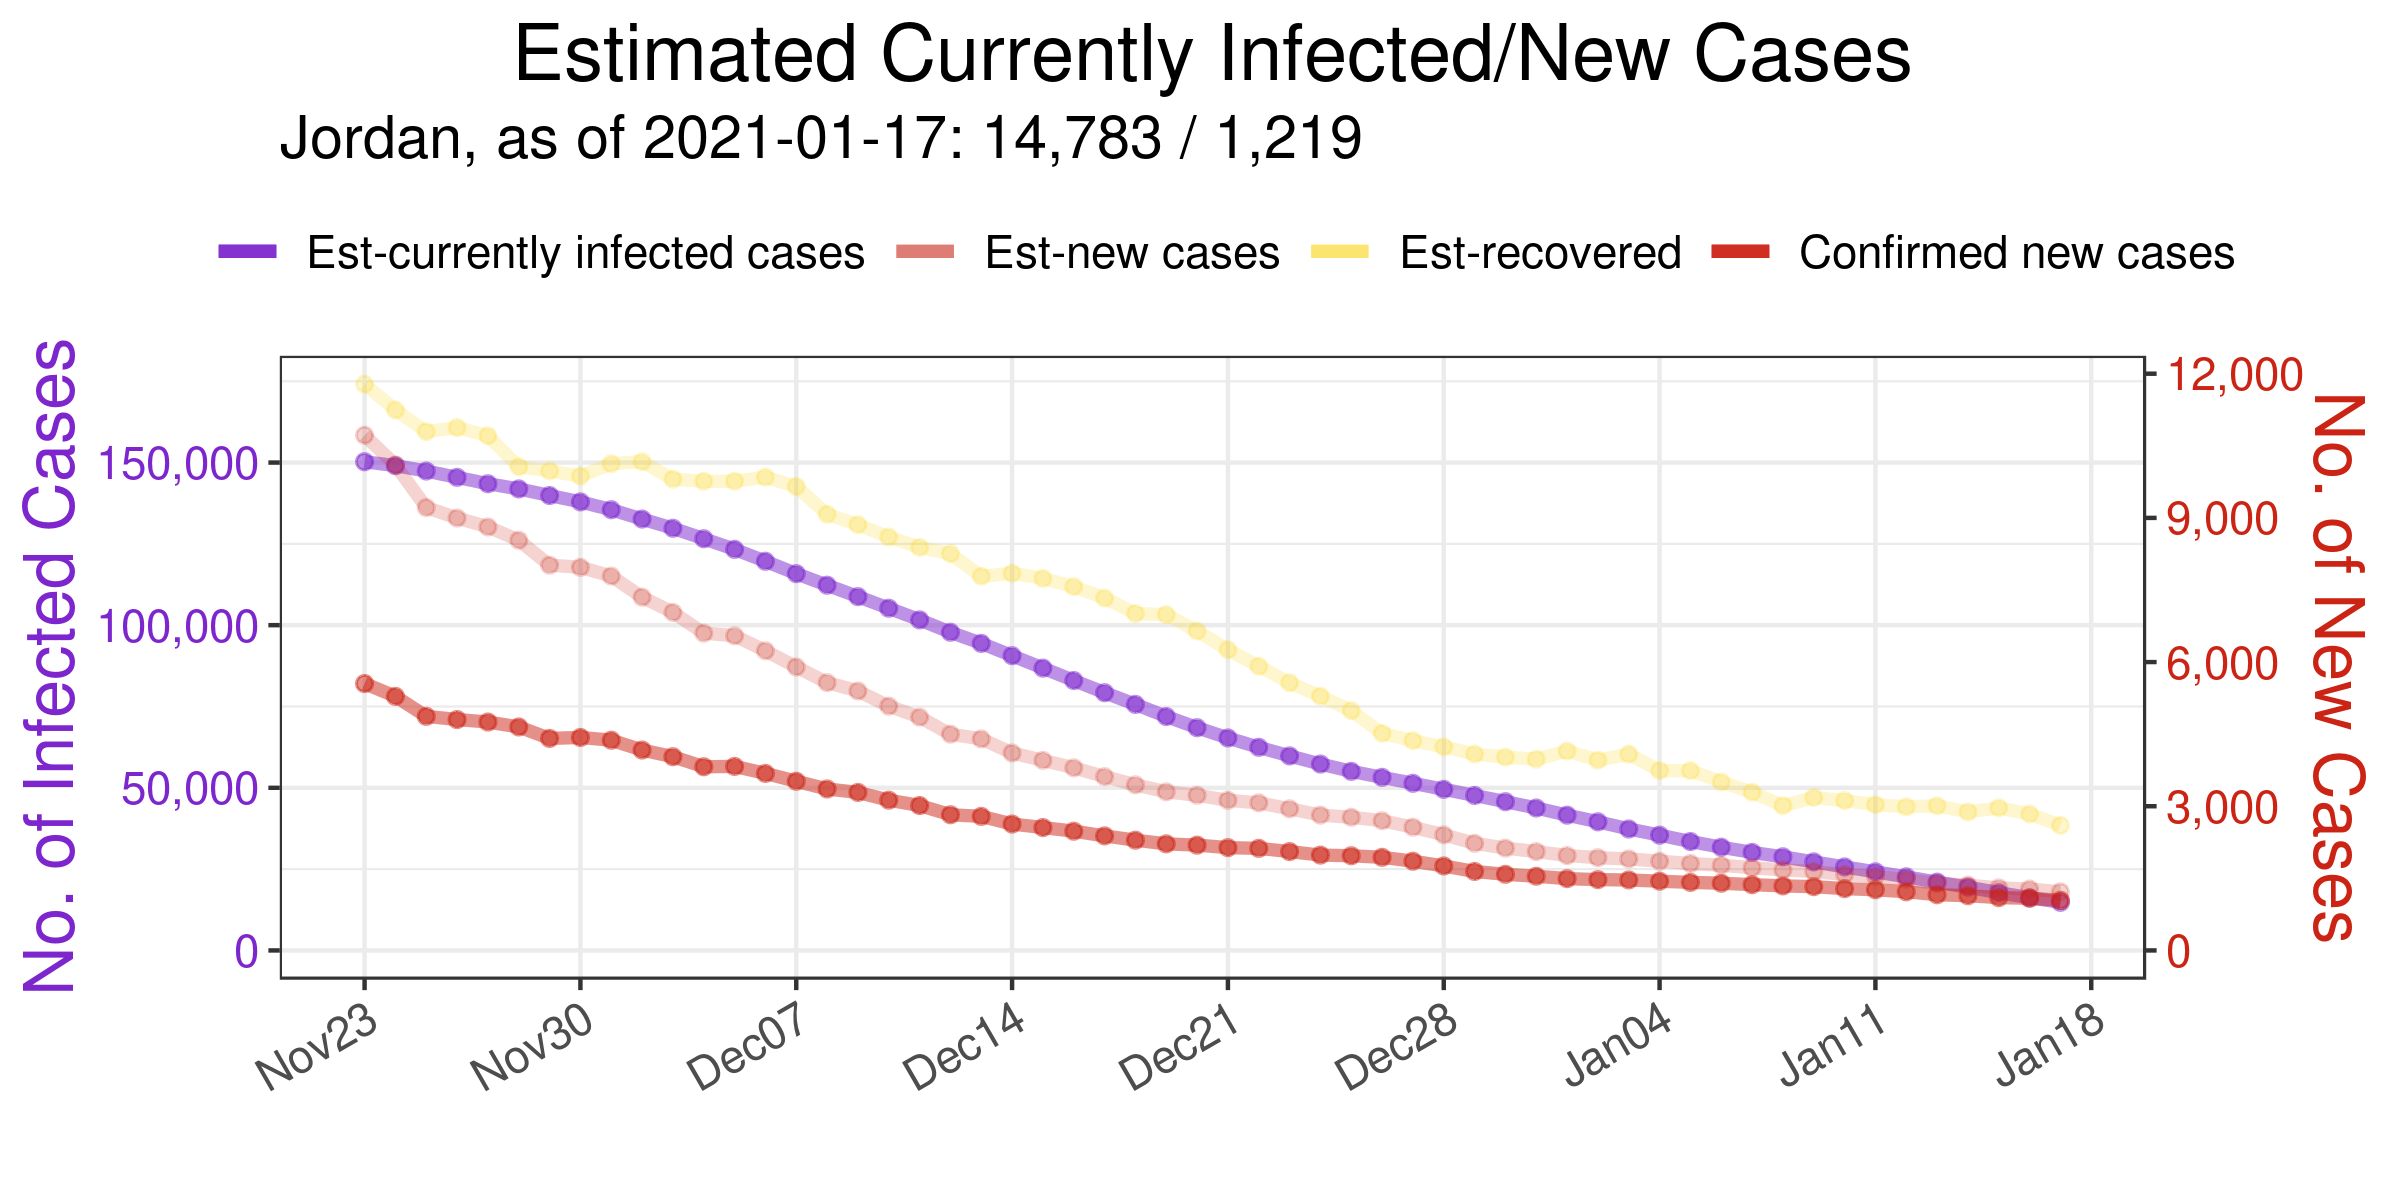 Estimated Currently Infected/New Cases
Jordan, as of 2021-01-17: 14,783 / 1,219
Est-currently infected cases Est-new cases Est-recovered Confirmed new cases
No. of Infected Cases
150,000
100,000
50,000
0
12,000
9,000
6,000
3,000
0
No. of New Cases
Nov23 Nov30 Dec07 Dec14 Dec21 Dec28 Jan04 Jan11 Jan18